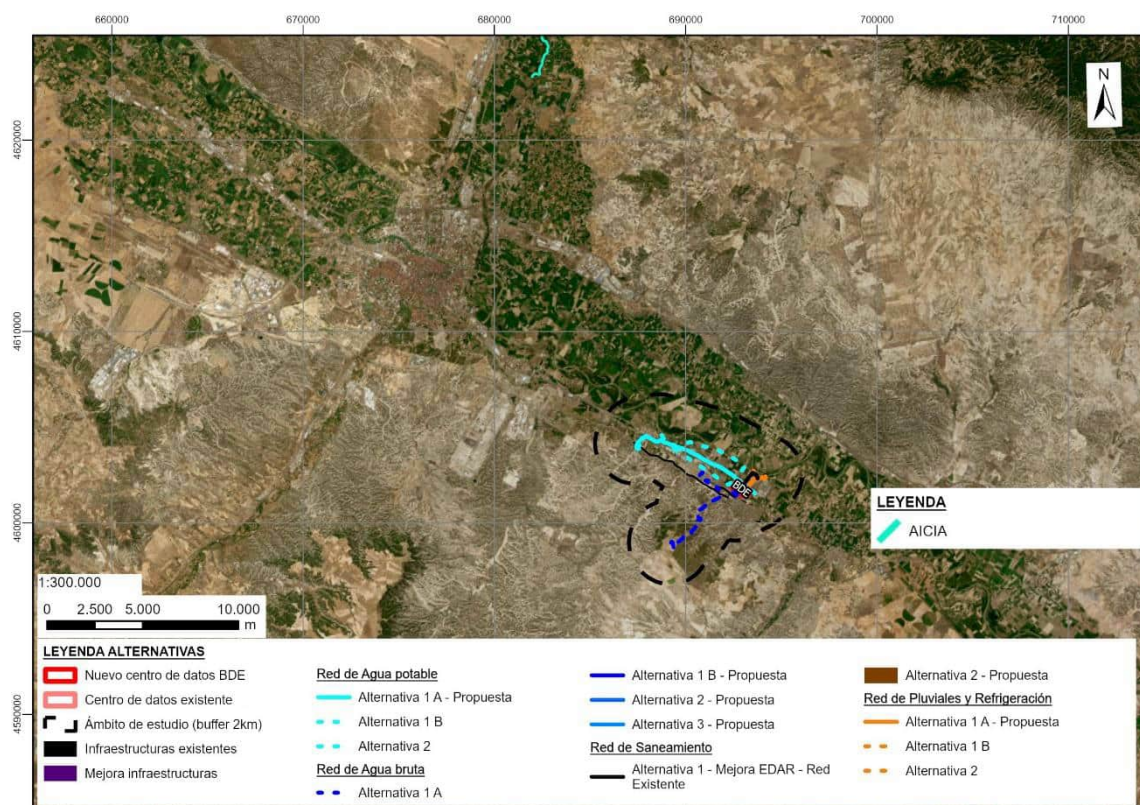 660000
670000
680000
690000
700000
710000
4620000
4610000
4600000
4590000
N
BDE
LEYENDA
AICIA
1:300.000
0 2.500 5.000 10.000
m
LEYENDA ALTERNATIVAS
Nuevo centro de datos BDE
Centro de datos existente
Ámbito de estudio (buffer 2km)
Infraestructuras existentes
Mejora infraestructuras
Red de Agua potable
Alternativa 1 A - Propuesta
Alternativa 1 B
Alternativa 2
Red de Agua bruta
Alternativa 1 A
Alternativa 1 B - Propuesta
Alternativa 2 - Propuesta
Alternativa 3 - Propuesta
Red de Saneamiento
Alternativa 1 - Mejora EDAR - Red
Existente
Alternativa 2 - Propuesta
Red de Pluviales y Refrigeración
Alternativa 1 A - Propuesta
Alternativa 1 B
Alternativa 2